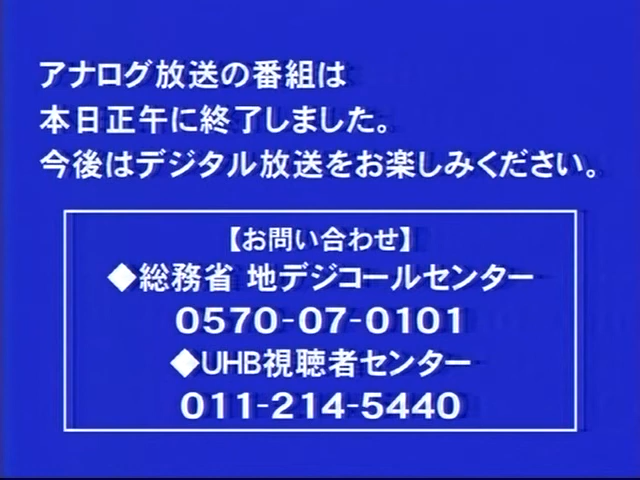 アナログ放送の番組は
本日正午に終了しました。
今後はデジタル放送をお楽しみください。
【お問い合わせ】
◆総務省 地デジコールセンター
0570-07-0101
◆UHB視聴者センター
011-214-5440